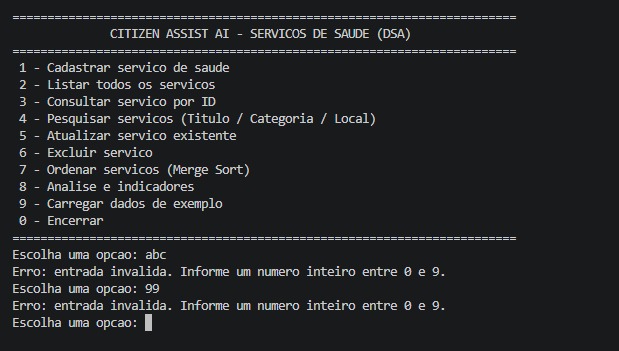 ========================================================================
CITIZEN ASSIST AI - SERVICOS DE SAUDE (DSA)
========================================================================
1 - Cadastrar servico de saude
2 - Listar todos os servicos
3 - Consultar servico por ID
4 - Pesquisar servicos (Titulo / Categoria / Local)
5 - Atualizar servico existente
6 - Excluir servico
7 - Ordenar servicos (Merge Sort)
8 - Analise e indicadores
9 - Carregar dados de exemplo
0 - Encerrar
========================================================================
Escolha uma opcao: abc
Erro: entrada invalida. Informe um numero inteiro entre 0 e 9.
Escolha uma opcao: 99
Erro: entrada invalida. Informe um numero inteiro entre 0 e 9.
Escolha uma opcao: